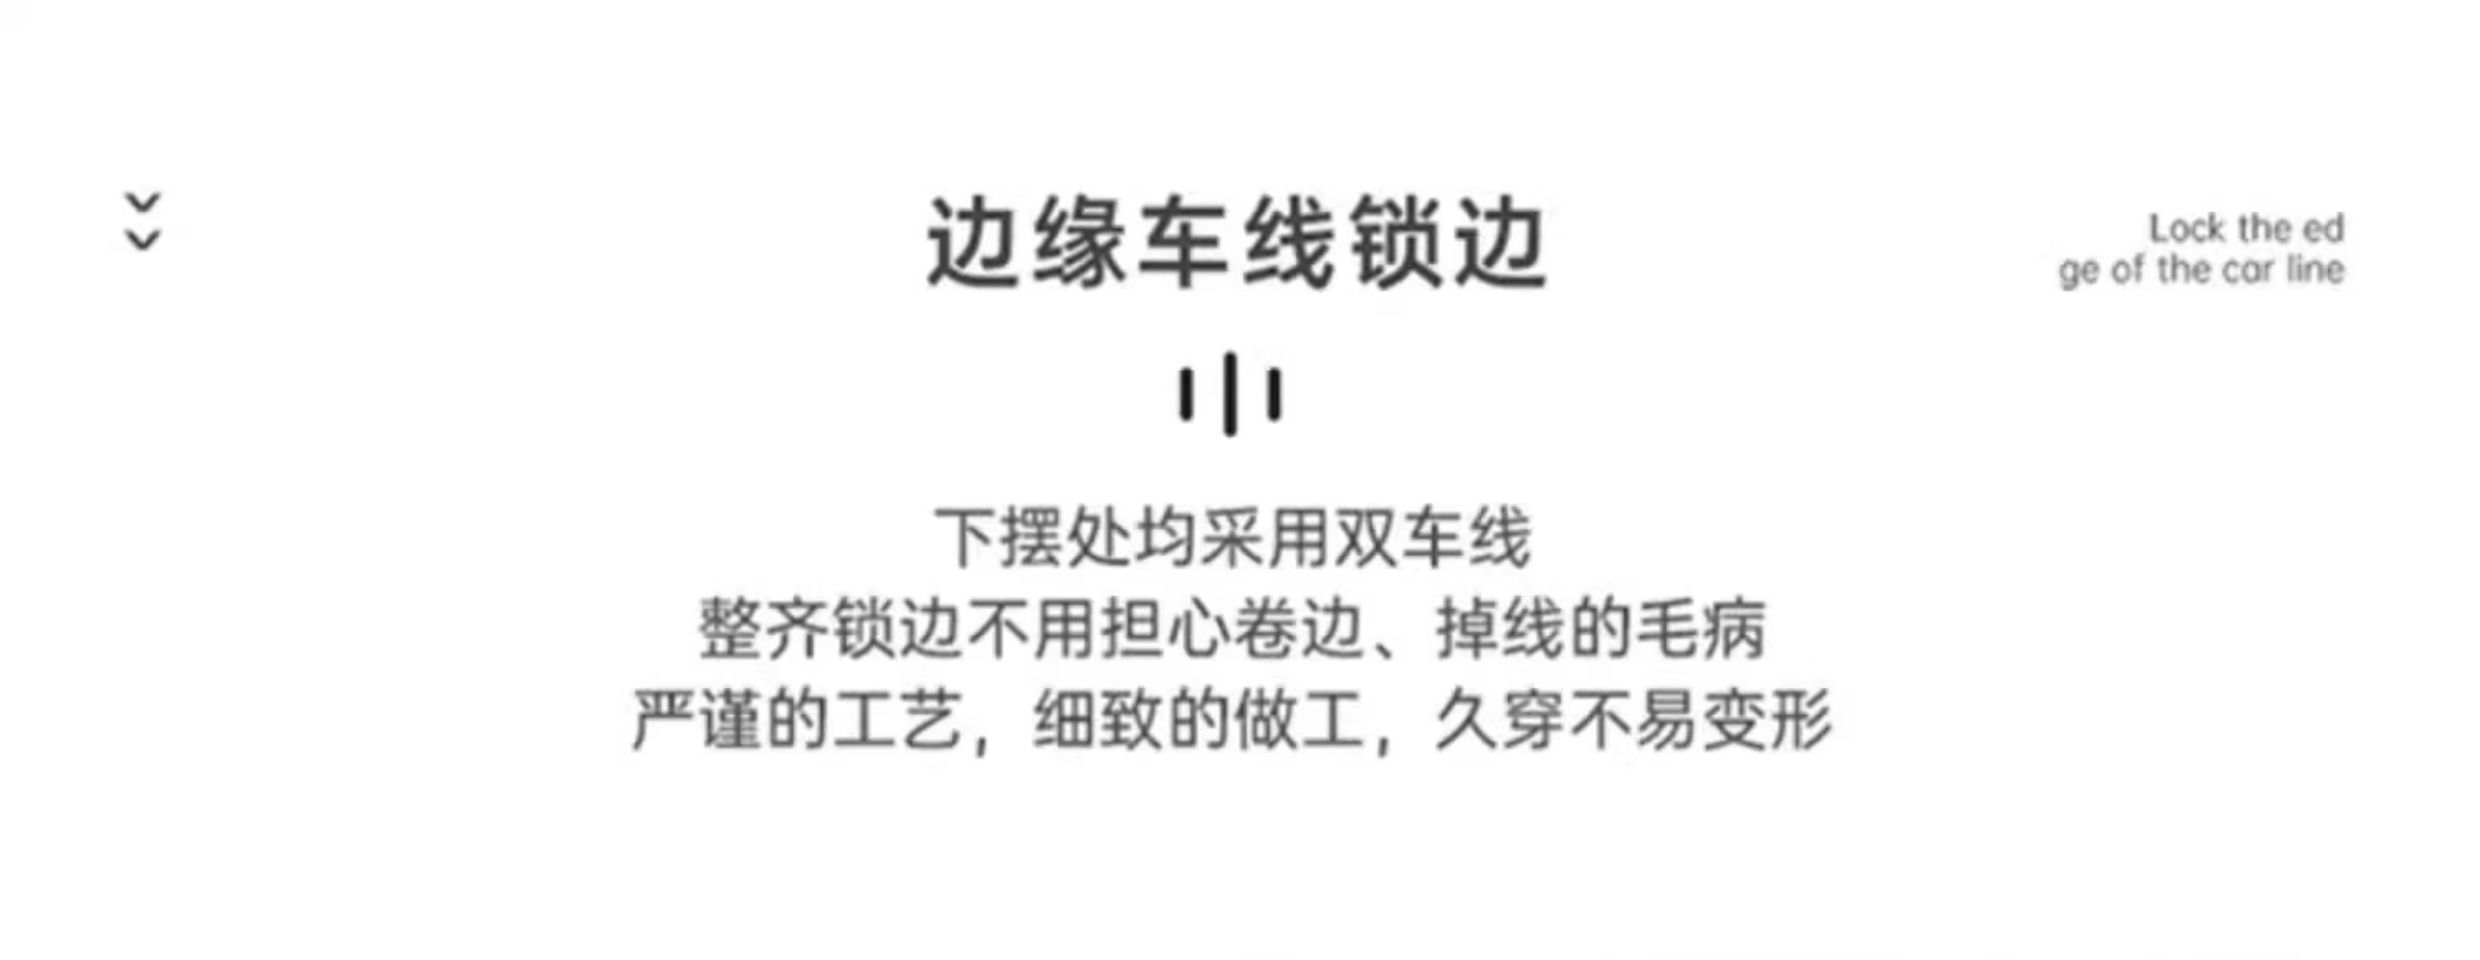 边缘车线锁边
Lock the ed
ge of the car line
下摆处均采用双车线
整齐锁边不用担心卷边、掉线的毛病
严谨的工艺，细致的做工，久穿不易变形